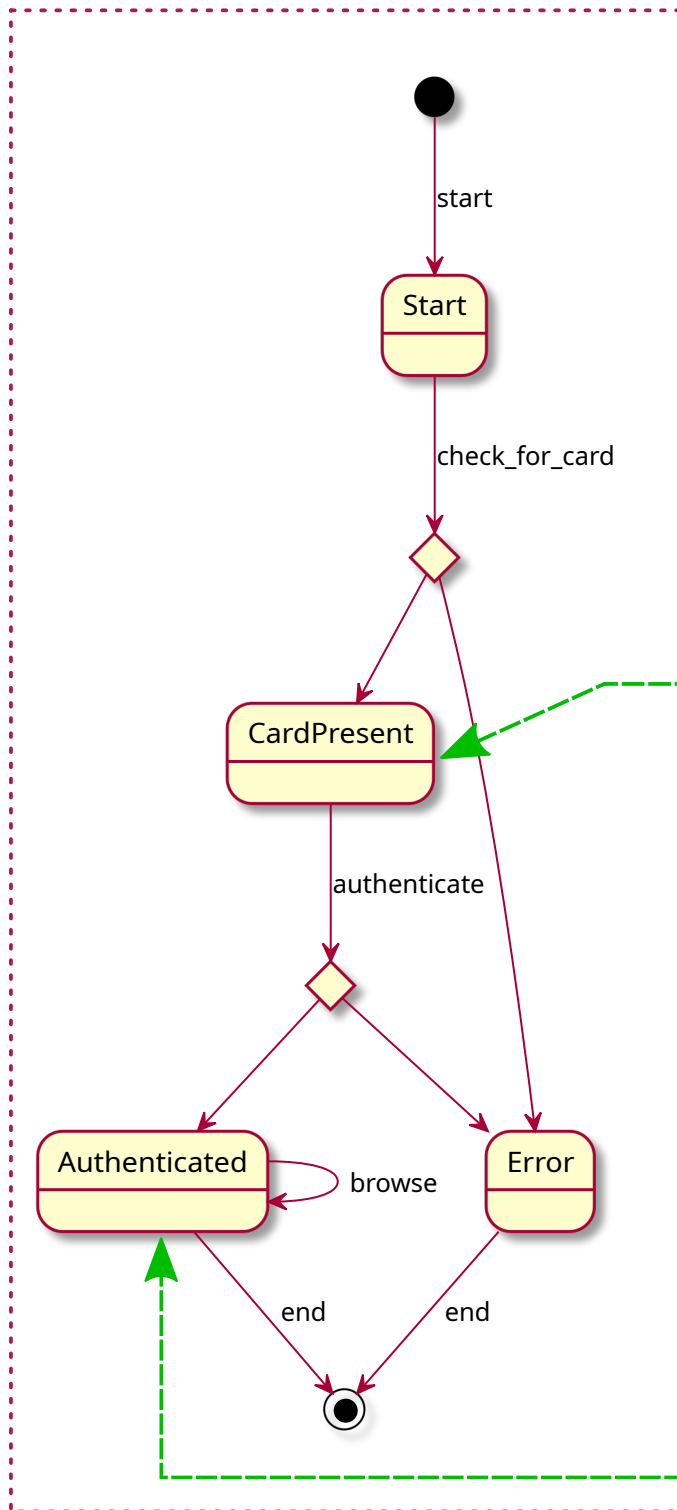 start
Start
check_for_card
CardPresent
authenticate
Authenticated
browse
Error
end
end